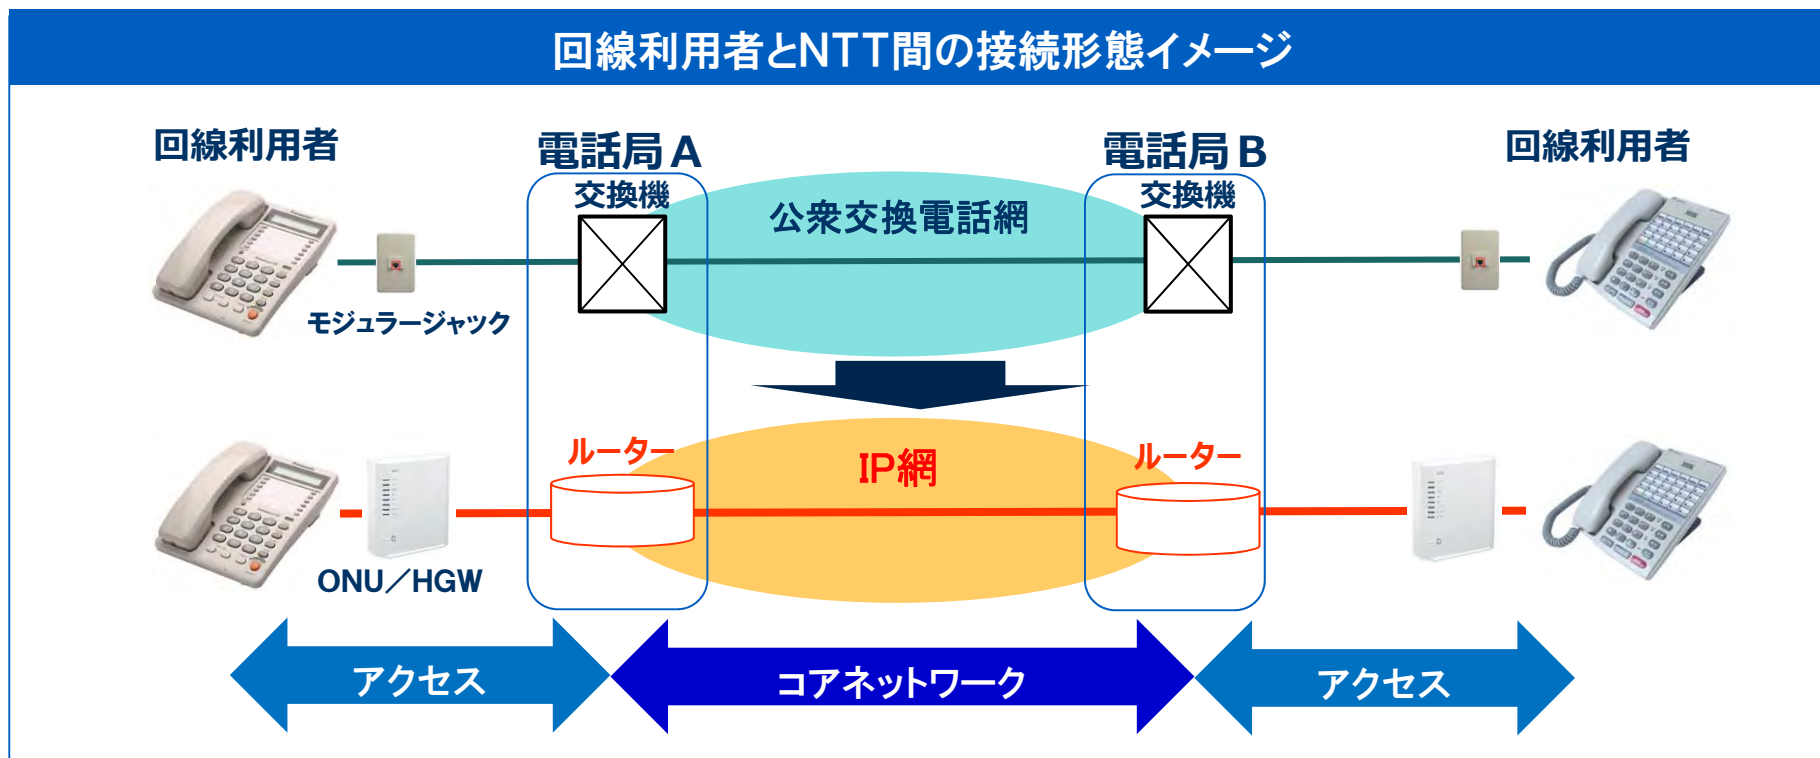 回線利用者とNTT間の接続形態イメージ
回線利用者
電話局A
電話局B
回線利用者
交換機
公衆交換電話網
交換機
モジュラージャック
ルーター
IP網
ルーター
ONU／HGW
アクセス
コアネットワーク
アクセス